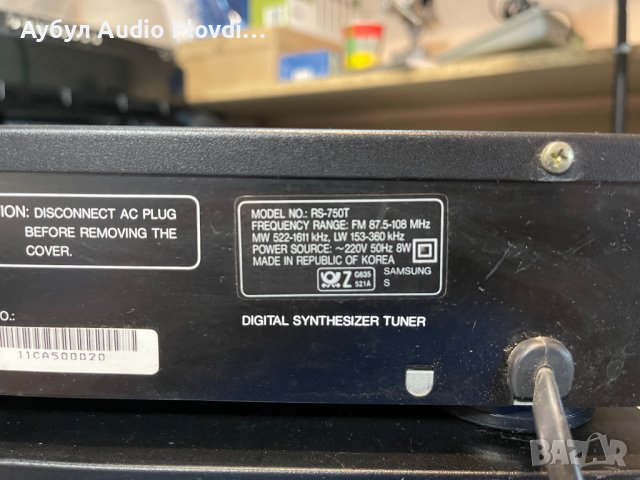 Аубул Audio Plovdi...
ION: DISCONNECT AC PLUG
BEFORE REMOVING THE
COVER.
MODEL NO.: RS-750T
FREQUENCY RANGE: FM 87.5-108 MHz
MW 522-1611 kHz, LW 153-360 kHz
POWER SOURCE: ~220V 50Hz 8W
MADE IN REPUBLIC OF KOREA
Z G635 521A SAMSUNG
S
DIGITAL SYNTHESIZER TUNER
O.:
11CA500020
BAZAR